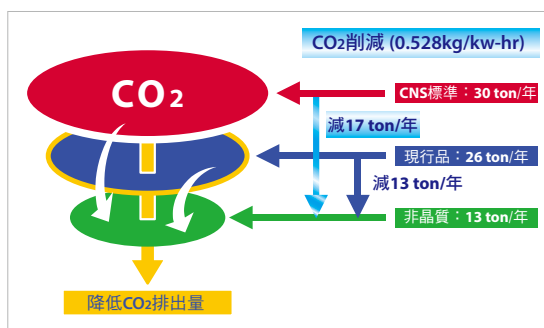 CO₂削減 (0.528kg/kw-hr)
CO₂
CNS標準：30 ton/年
減17 ton/年
現行品：26 ton/年
減13 ton/年
非晶質：13 ton/年
降低CO₂排出量